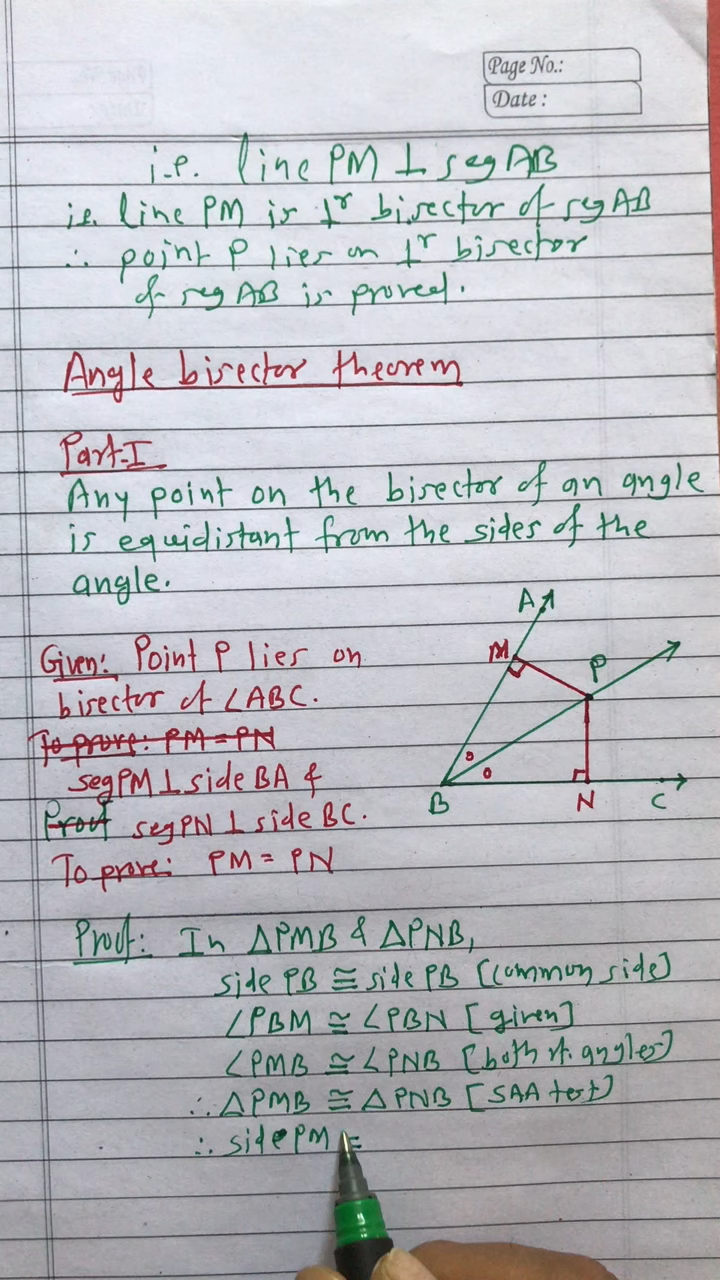 Page No.:
Date :
i.e. line PM ⊥ seg AB
i.e. line PM is ⊥r bisector of seg AB
∴ point P lies on ⊥r bisector
of seg AB is proved.
Angle bisector theorem
Part-I
Any point on the bisector of an angle
is equidistant from the sides of the
angle.
Given: Point P lies on
bisector of ∠ABC.
To prove: PM = PN
seg PM ⊥ side BA &
Proof seg PN ⊥ side BC.
To prove: PM = PN
A
M
P
B
N
C
Proof: In △PMB & △PNB,
side PB ≅ side PB [common side]
∠PBM ≅ ∠PBN [given]
∠PMB ≅ ∠PNB [both rt. angles]
∴ △PMB ≅ △PNB [SAA test]
∴ side PM =